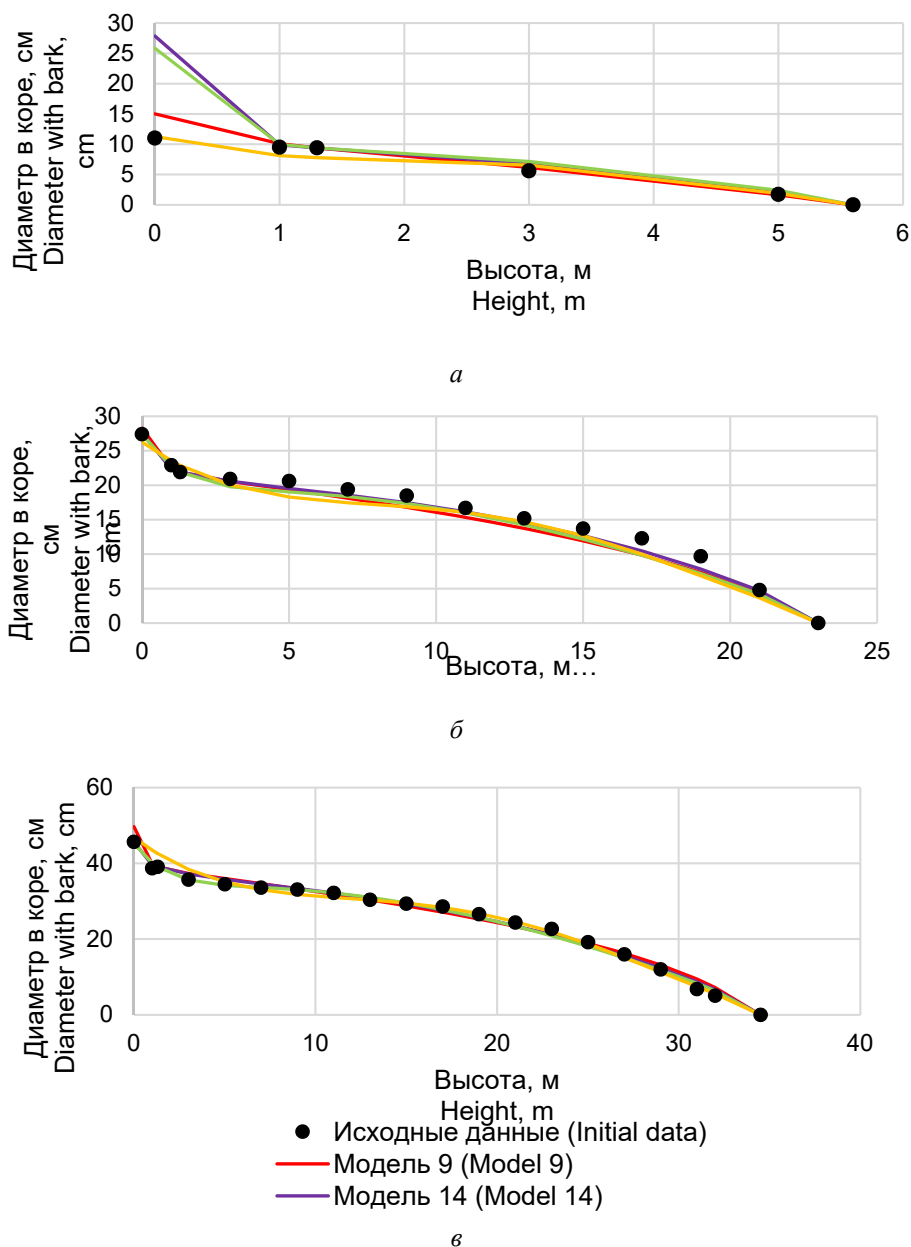 Диаметр в коре, см
Diameter with bark,
cm
30
25
20
15
10
5
0
0 1 2 3 4 5 6
Высота, м
Height, m
а
Диаметр в коре,
см
Diameter with bark,
cm
30
25
20
15
10
5
0
0 5 10 15 20 25
Высота, м…
б
Диаметр в коре, см
Diameter with bark, cm
60
40
20
0
0 10 20 30 40
Высота, м
Height, m
Исходные данные (Initial data)
Модель 9 (Model 9)
Модель 14 (Model 14)
в